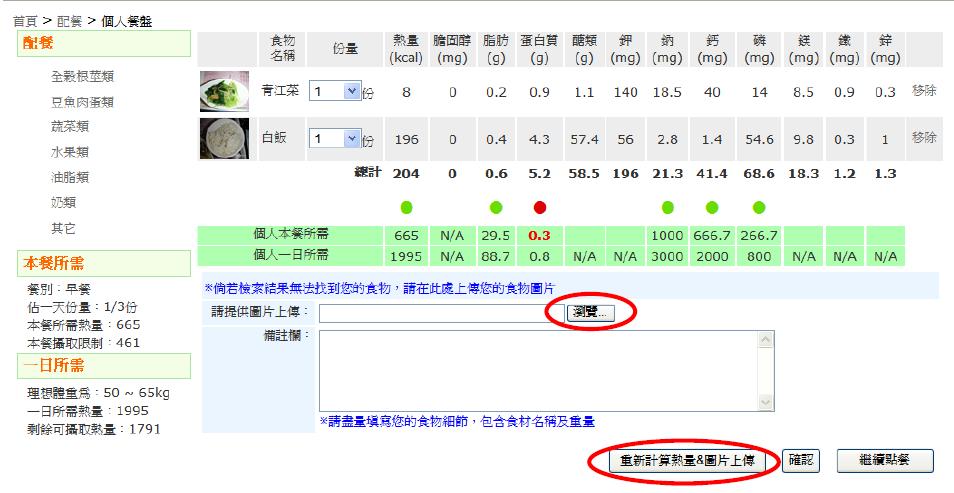 首頁 > 配餐 > 個人餐盤
配餐
全穀根莖類
豆魚肉蛋類
蔬菜類
水果類
油脂類
奶類
其它
本餐所需
餐別：早餐
佔一天份量：1/3份
本餐所需熱量：665
本餐攝取限制：461
一日所需
理想體重為：50 ~ 65kg
一日所需熱量：1995
剩餘可攝取熱量：1791
食物名稱 份量 熱量(kcal) 膽固醇(mg) 脂肪(g) 蛋白質(g) 醣類(g) 鉀(mg) 鈉(mg) 鈣(mg) 磷(mg) 鎂(mg) 鐵(mg) 鋅(mg)
青江菜 1 份 8 0 0.2 0.9 1.1 140 18.5 40 14 8.5 0.9 0.3 移除
白飯 1 份 196 0 0.4 4.3 57.4 56 2.8 1.4 54.6 9.8 0.3 1 移除
總計 204 0 0.6 5.2 58.5 196 21.3 41.4 68.6 18.3 1.2 1.3
個人本餐所需 665 N/A 29.5 0.3 1000 666.7 266.7
個人一日所需 1995 N/A 88.7 0.8 N/A N/A 3000 2000 800 N/A N/A N/A
※倘若檢索結果無法找到您的食物，請在此處上傳您的食物圖片
請提供圖片上傳： 瀏覽...
備註欄：
※請盡量填寫您的食物細節，包含食材名稱及重量
重新計算熱量&圖片上傳 確認 繼續點餐